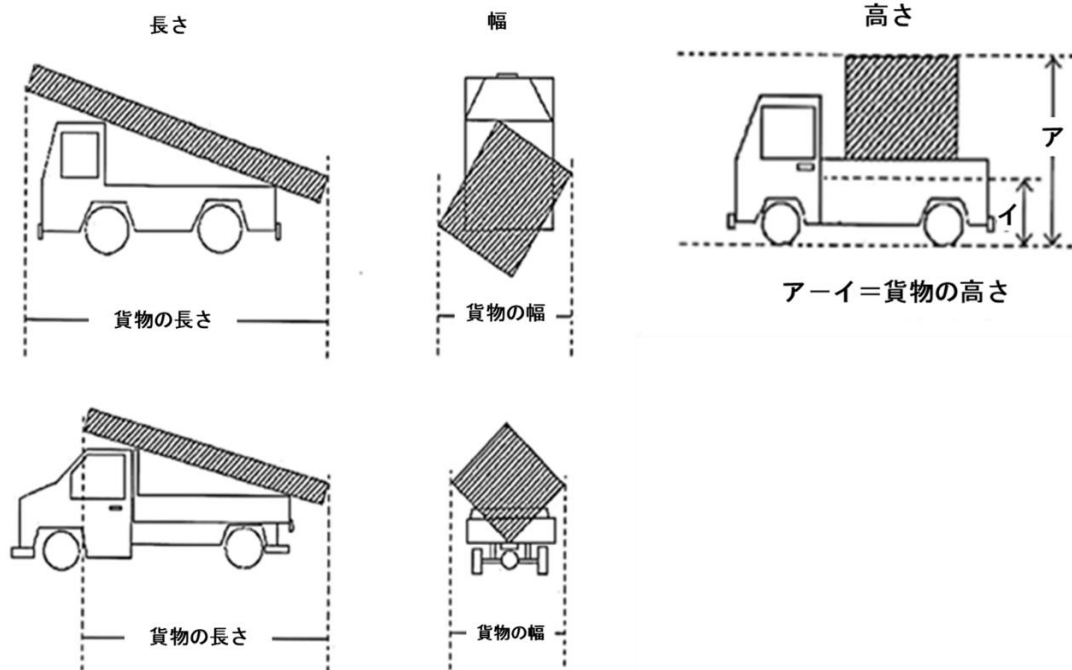 長さ
幅
高さ
ア
イ
貨物の長さ
貨物の幅
アーイ=貨物の高さ
貨物の長さ
貨物の幅